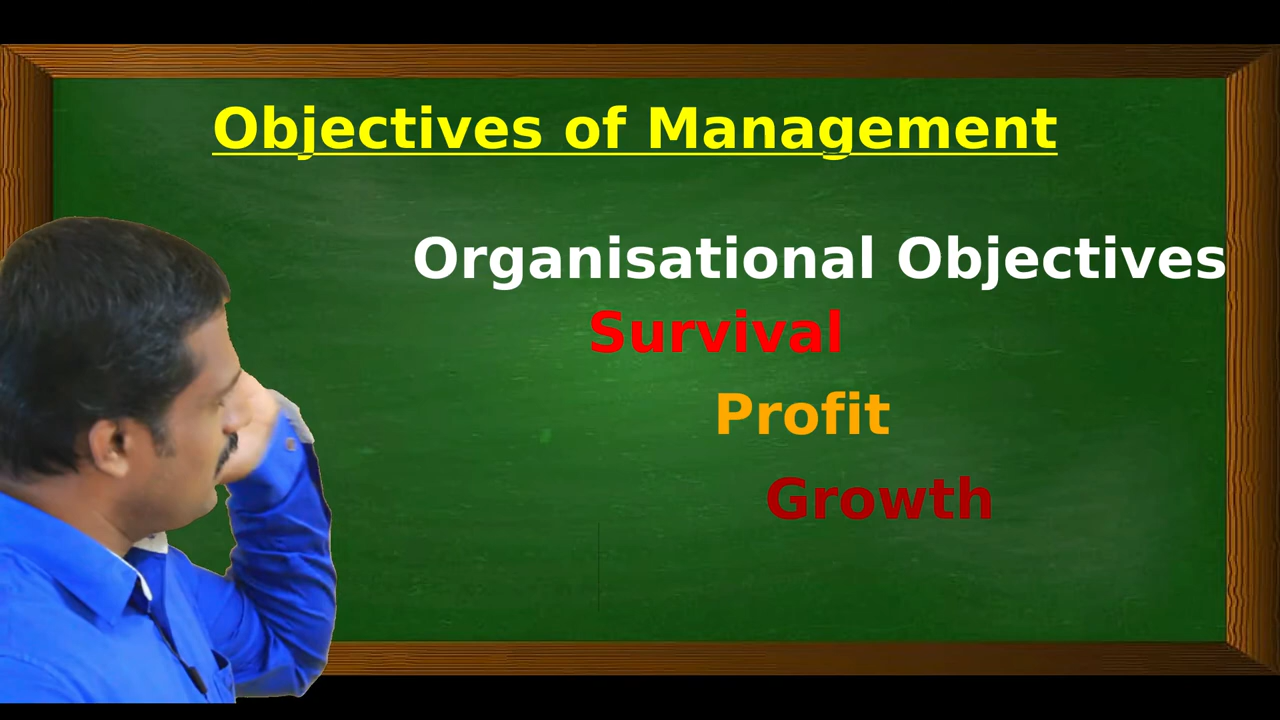 Objectives of Management
Organisational Objectives
Survival
Profit
Growth